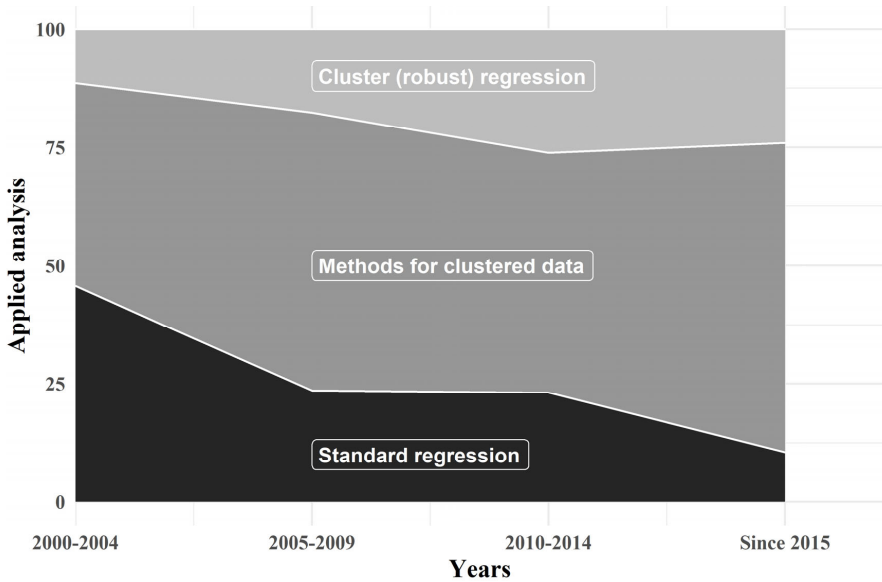 100
75
50
25
0
Applied analysis
Cluster (robust) regression
Methods for clustered data
Standard regression
2000-2004
2005-2009
2010-2014
Since 2015
Years